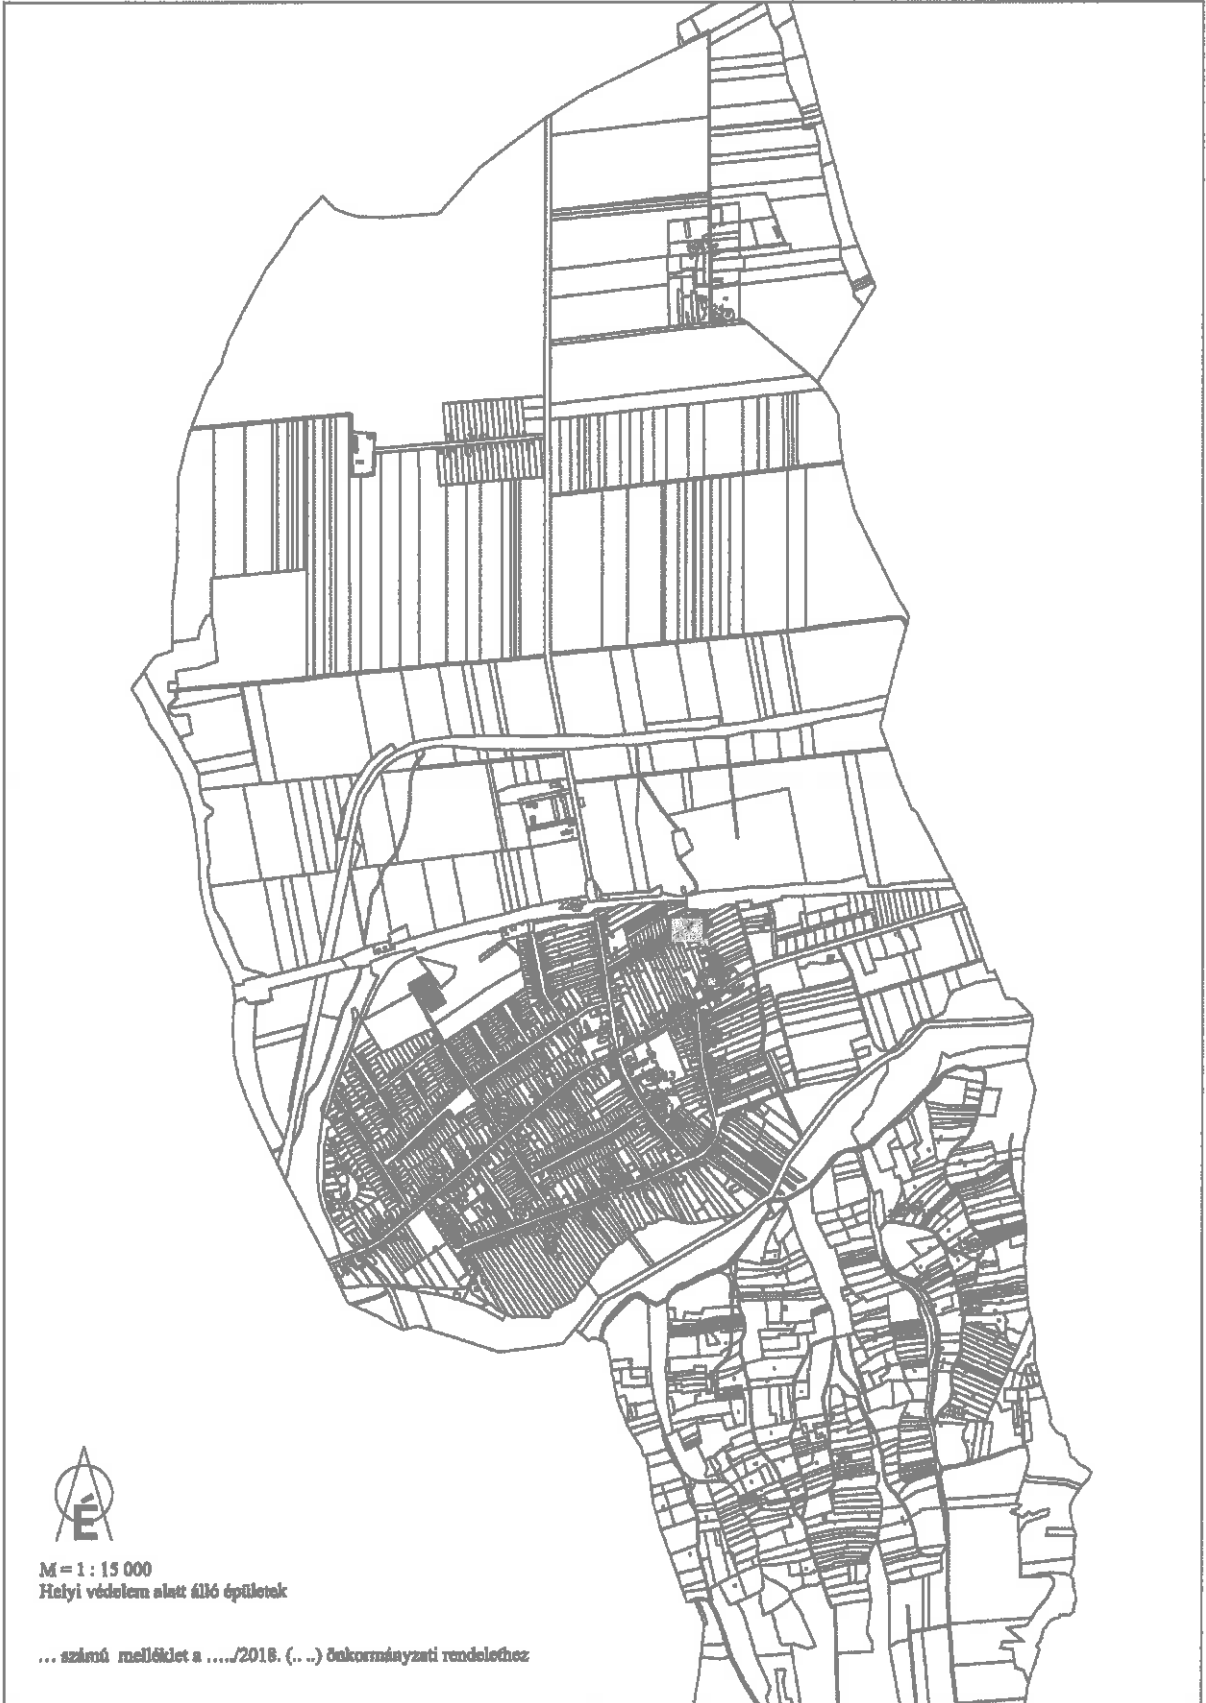 É
M = 1 : 15 000
Helyi védelem alatt álló épületek
... számú melléklet a ...../2018. (.. ..) önkormányzati rendelethez